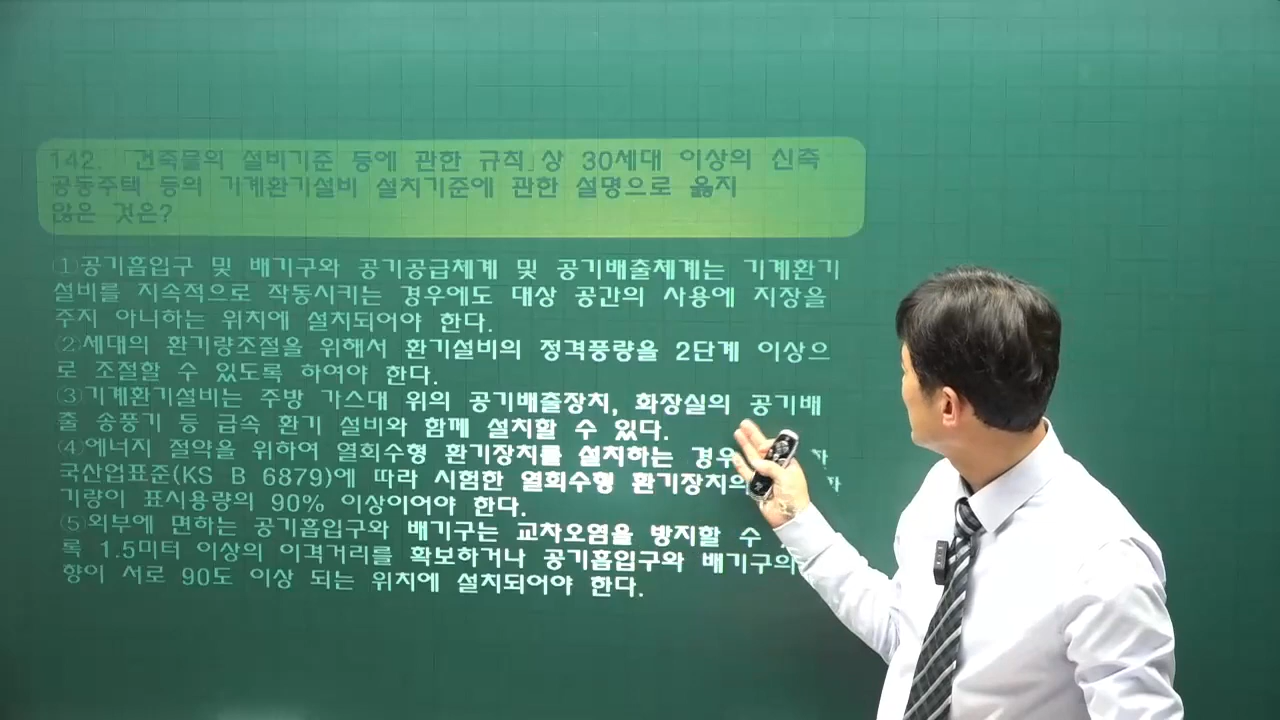 142. 「건축물의 설비기준 등에 관한 규칙」상 30세대 이상의 신축
공동주택 등의 기계환기설비 설치기준에 관한 설명으로 옳지
않은 것은?
①공기흡입구 및 배기구와 공기공급체계 및 공기배출체계는 기계환기
설비를 지속적으로 작동시키는 경우에도 대상 공간의 사용에 지장을
주지 아니하는 위치에 설치되어야 한다.
②세대의 환기량조절을 위해서 환기설비의 정격풍량을 2단계 이상으
로 조절할 수 있도록 하여야 한다.
③기계환기설비는 주방 가스대 위의 공기배출장치, 화장실의 공기배
출 송풍기 등 급속 환기 설비와 함께 설치할 수 있다.
④에너지 절약을 위하여 열회수형 환기장치를 설치하는 경우
국산업표준(KS B 6879)에 따라 시험한 열회수형 환기장치의
기량이 표시용량의 90% 이상이어야 한다.
⑤외부에 면하는 공기흡입구와 배기구는 교차오염을 방지할 수
록 1.5미터 이상의 이격거리를 확보하거나 공기흡입구와 배기구의
향이 서로 90도 이상 되는 위치에 설치되어야 한다.